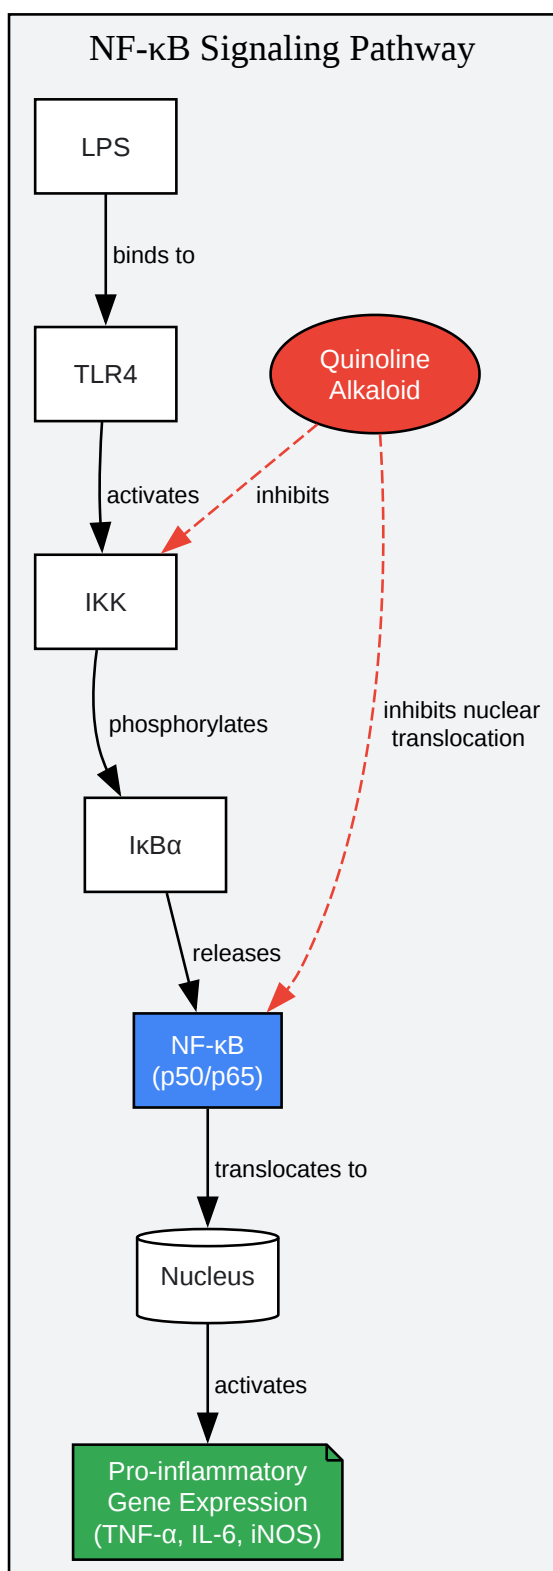 NF-κB Signaling Pathway
LPS
binds to
TLR4
Quinoline
Alkaloid
activates
inhibits
IKK
phosphorylates
inhibits nuclear
translocation
IκBα
releases
NF-κB
(p50/p65)
translocates to
Nucleus
activates
Pro-inflammatory
Gene Expression
(TNF-α, IL-6, iNOS)